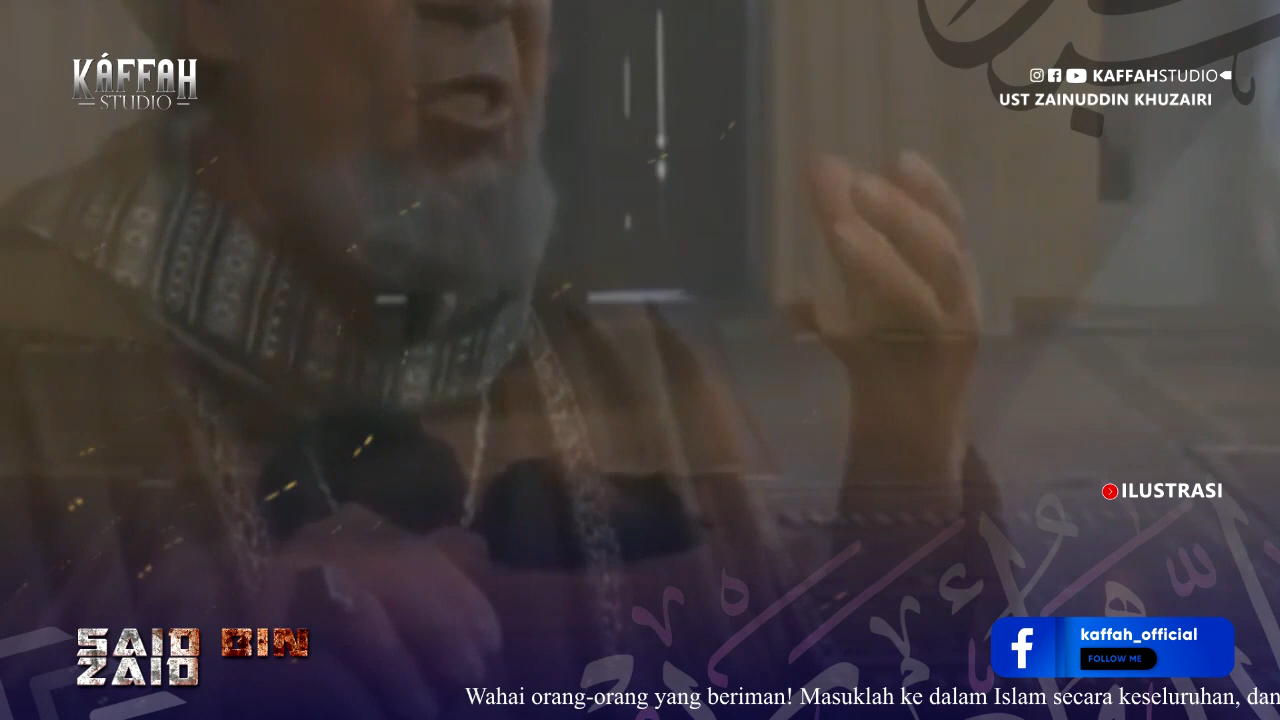 KÁFFAH
STUDIO
KAFFAHSTUDIO
UST ZAINUDDIN KHUZAIRI
ILUSTRASI
SAID BIN
ZAID
kaffah_official
FOLLOW ME
Wahai orang-orang yang beriman! Masuklah ke dalam Islam secara keseluruhan, dan